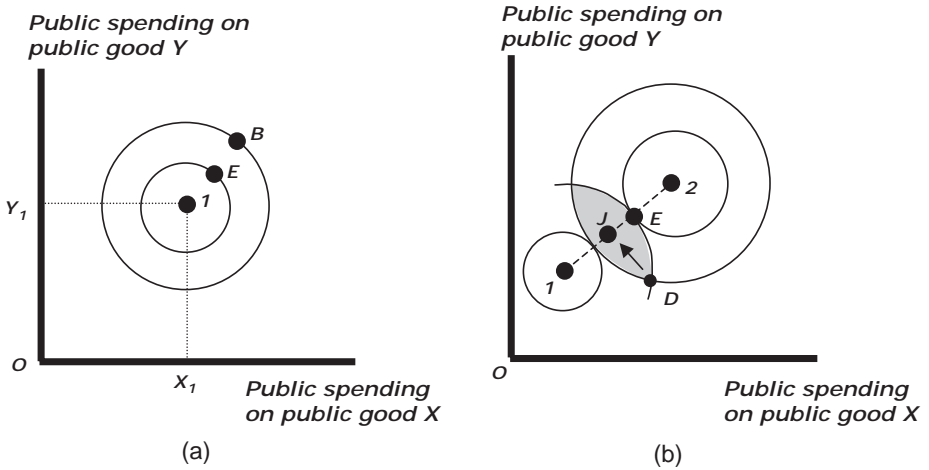 Public spending on
public good Y
B
E
1
Y1
O
X1
Public spending
on public good X
(a)
Public spending on
public good Y
2
E
J
1
D
O
Public spending
on public good X
(b)